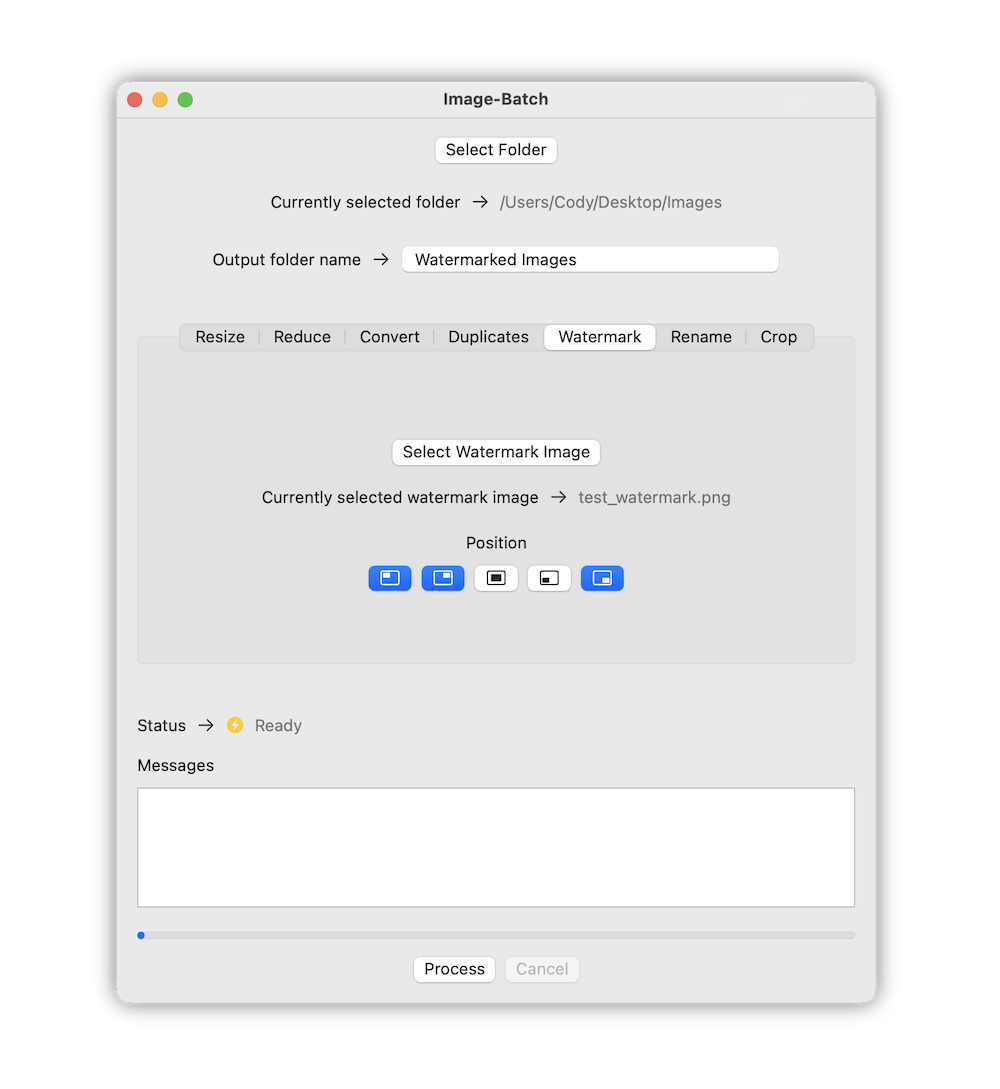 Image-Batch
Select Folder
Currently selected folder → /Users/Cody/Desktop/Images
Output folder name → Watermarked Images
Resize Reduce Convert Duplicates Watermark Rename Crop
Select Watermark Image
Currently selected watermark image → test_watermark.png
Position
Status → Ready
Messages
Process Cancel